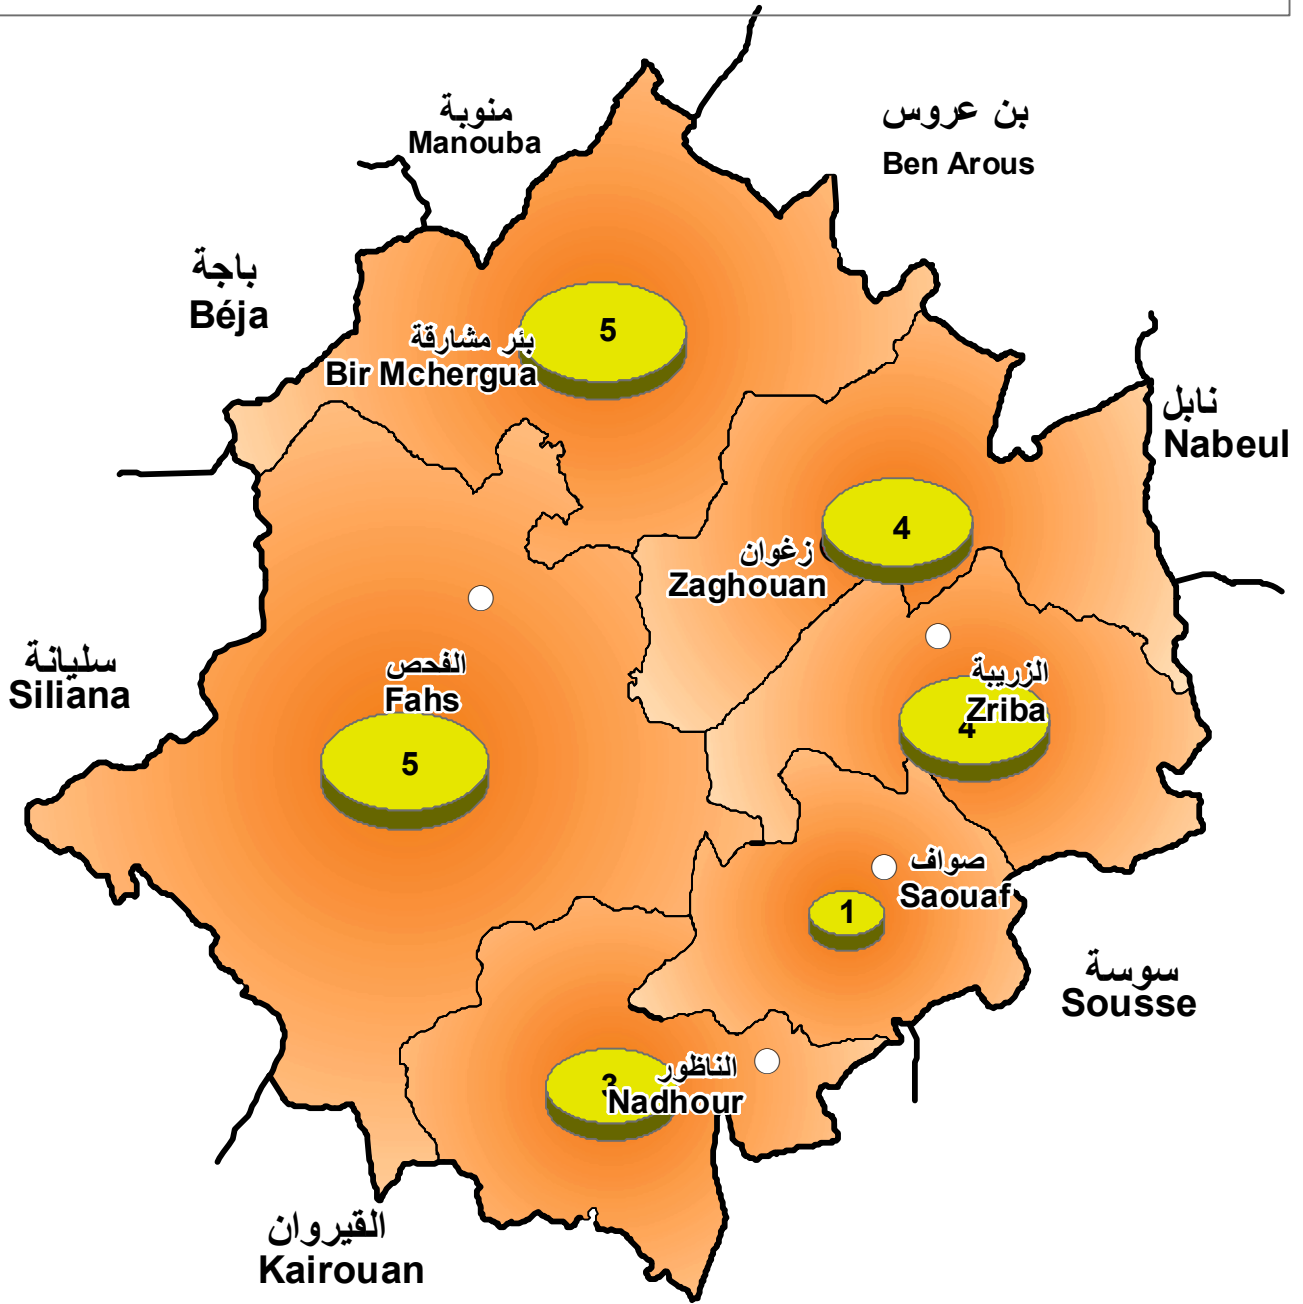 منوبة
Manouba
بن عروس
Ben Arous
باجة
Béja
بئر مشارقة
Bir Mchergua
5
نابل
Nabeul
زغوان
Zaghouan
4
سليانة
Siliana
الفحص
Fahs
5
الزريبة
Zriba
4
صواف
Saouaf
1
سوسة
Sousse
الناظور
Nadhour
3
القيروان
Kairouan